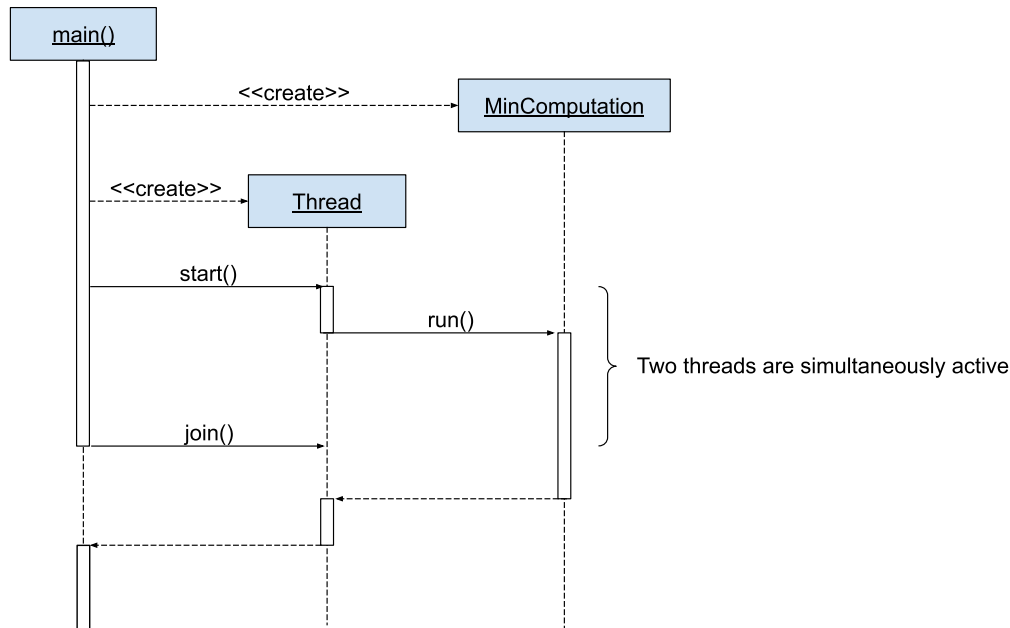 main()
<<create>>
MinComputation
<<create>>
Thread
start()
run()
Two threads are simultaneously active
join()